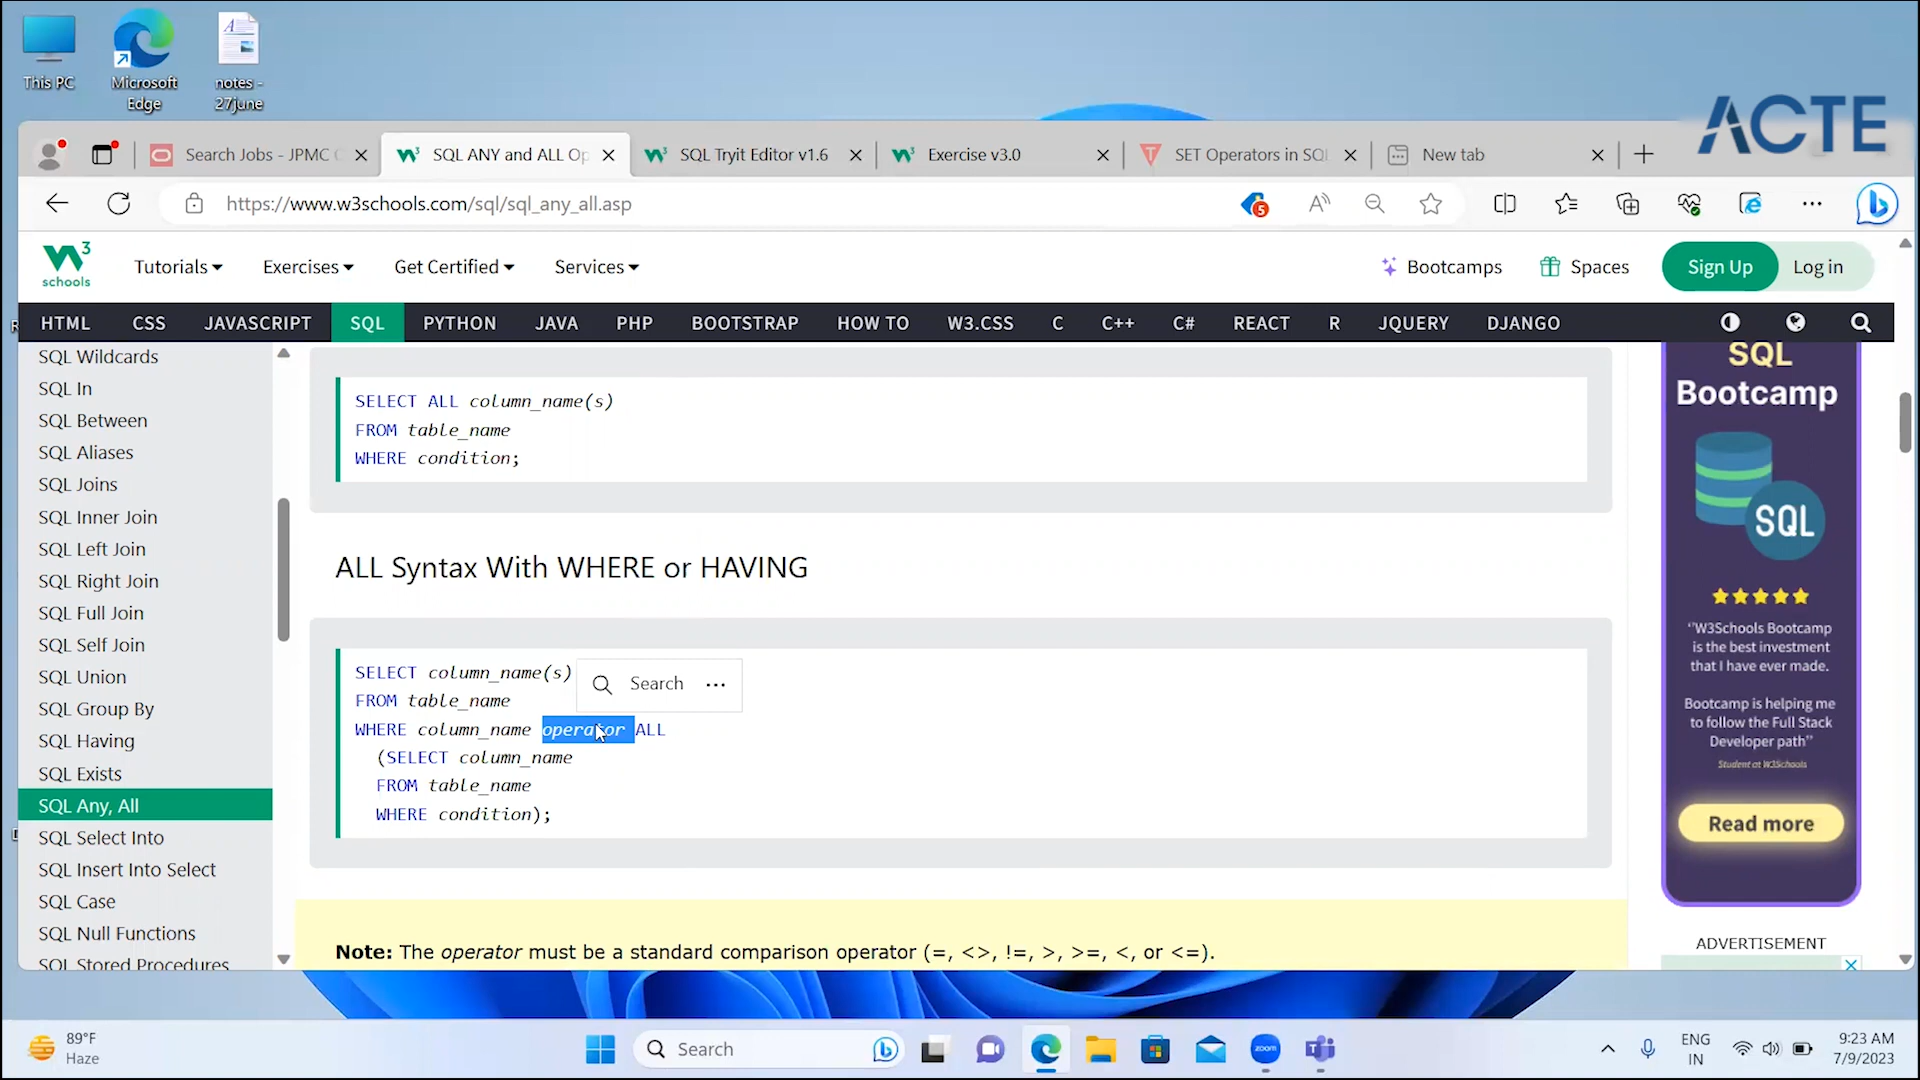 This PC
Microsoft
Edge
notes -
27june
ACTE
Search Jobs - JPMC
SQL ANY and ALL Op
SQL Tryit Editor v1.6
Exercise v3.0
SET Operators in SQL
New tab
https://www.w3schools.com/sql/sql_any_all.asp
5
W3
schools
Tutorials
Exercises
Get Certified
Services
Bootcamps
Spaces
Sign Up
Log in
HTML CSS JAVASCRIPT SQL PYTHON JAVA PHP BOOTSTRAP HOW TO W3.CSS C C++ C# REACT R JQUERY DJANGO
SQL Wildcards
SQL In
SQL Between
SQL Aliases
SQL Joins
SQL Inner Join
SQL Left Join
SQL Right Join
SQL Full Join
SQL Self Join
SQL Union
SQL Group By
SQL Having
SQL Exists
SQL Any, All
SQL Select Into
SQL Insert Into Select
SQL Case
SQL Null Functions
SQL Stored Procedures
SELECT ALL column_name(s)
FROM table_name
WHERE condition;
ALL Syntax With WHERE or HAVING
SELECT column_name(s)
FROM table_name
WHERE column_name operator ALL
(SELECT column_name
FROM table_name
WHERE condition);
Search
Note: The operator must be a standard comparison operator (=, <>, !=, >, >=, <, or <=).
SQL
Bootcamp
SQL
"W3Schools Bootcamp
is the best investment
that I have ever made.
Bootcamp is helping me
to follow the Full Stack
Developer path"
Student at W3Schools
Read more
ADVERTISEMENT
89°F
Haze
Search
zoom
ENG
IN
9:23 AM
7/9/2023